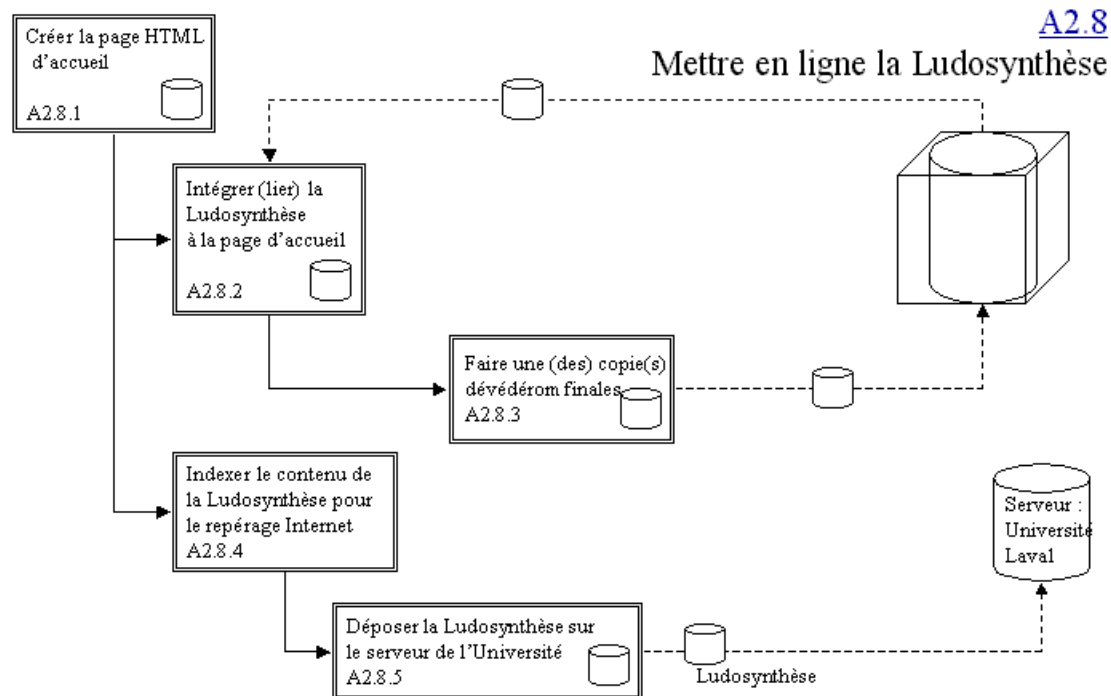 A2.8
Mettre en ligne la Ludosynthèse
Créer la page HTML
d’accueil
A2.8.1
Intégrer (lier) la
Ludosynthèse
à la page d’accueil
A2.8.2
Faire une (des) copie(s)
dévédérom finales
A2.8.3
Indexer le contenu de
la Ludosynthèse pour
le repérage Internet
A2.8.4
Serveur :
Université
Laval
Déposer la Ludosynthèse sur
le serveur de l’Université
A2.8.5
Ludosynthèse